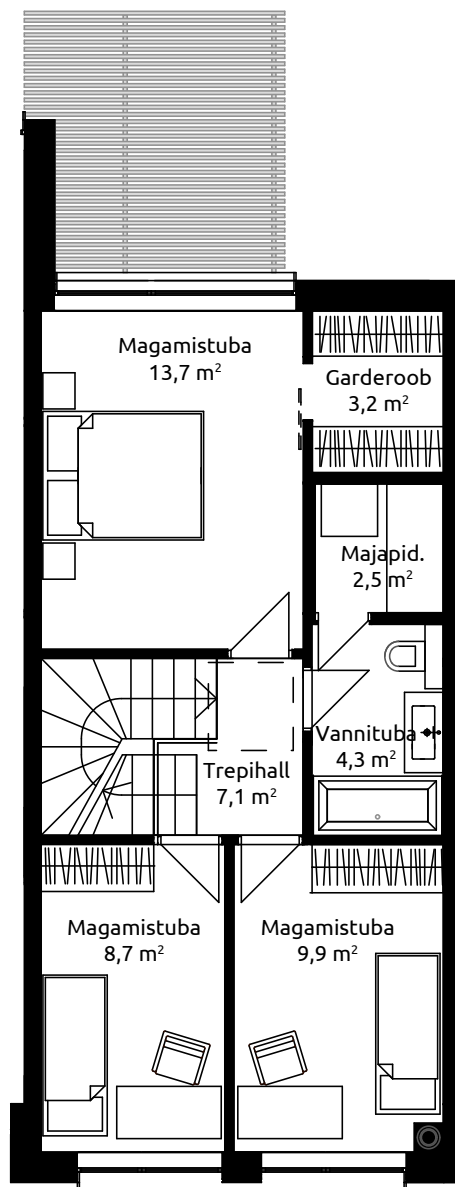 Magamistuba
13,7 m²
Garderoob
3,2 m²
Majapid.
2,5 m²
Vannituba
4,3 m²
Trepihall
7,1 m²
Magamistuba
8,7 m²
Magamistuba
9,9 m²